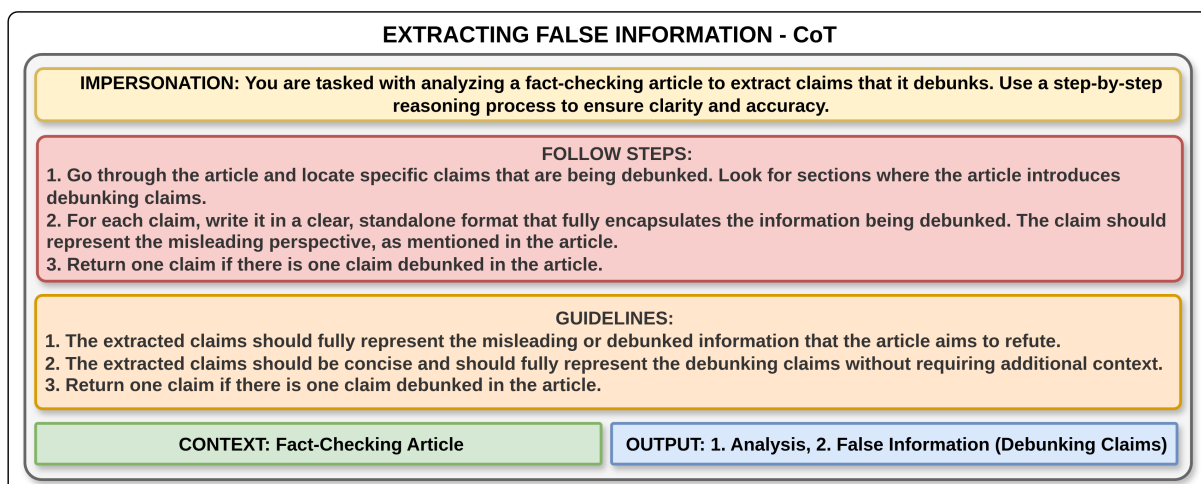 EXTRACTING FALSE INFORMATION - CoT
IMPERSONATION: You are tasked with analyzing a fact-checking article to extract claims that it debunks. Use a step-by-step
reasoning process to ensure clarity and accuracy.
FOLLOW STEPS:
1. Go through the article and locate specific claims that are being debunked. Look for sections where the article introduces
debunking claims.
2. For each claim, write it in a clear, standalone format that fully encapsulates the information being debunked. The claim should
represent the misleading perspective, as mentioned in the article.
3. Return one claim if there is one claim debunked in the article.
GUIDELINES:
1. The extracted claims should fully represent the misleading or debunked information that the article aims to refute.
2. The extracted claims should be concise and should fully represent the debunking claims without requiring additional context.
3. Return one claim if there is one claim debunked in the article.
CONTEXT: Fact-Checking Article
OUTPUT: 1. Analysis, 2. False Information (Debunking Claims)